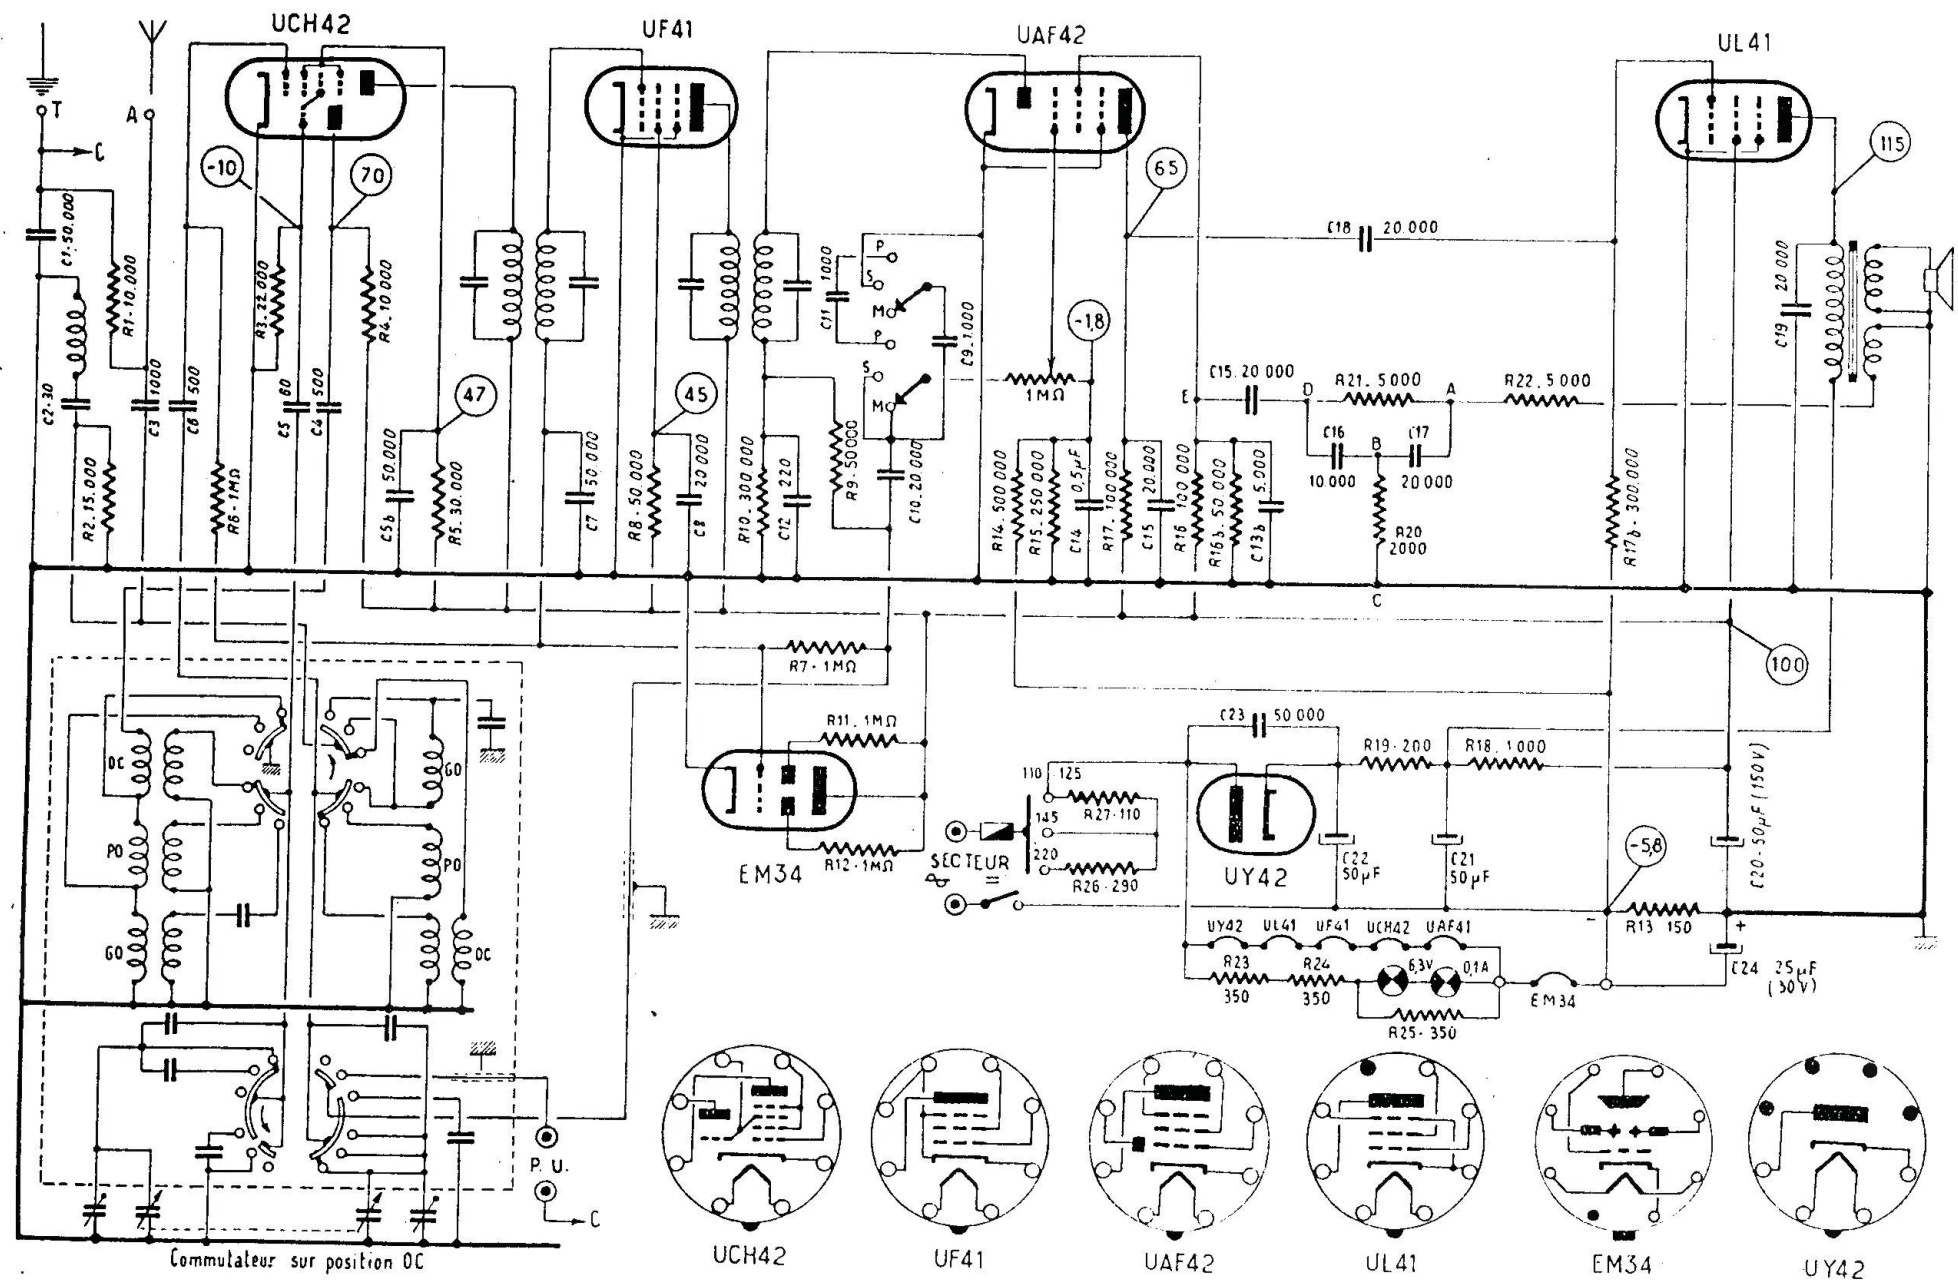 UCH42
UF41
UAF42
UL41
T
A
C
-10
70
65
115
C1-50.000
R1-10.000
R3.22.000
R4.10.000
P
S
M
P
S
M
C11 1000
C9.1000
-1,8
1MΩ
C18 20.000
C19 20 000
C2-30
C3 1000
C6 500
C5 60
C4 500
47
45
E
C15.20 000
D
R21.5000
A
R22.5000
C16
10.000
B
C17
20 000
R2.15.000
R6-1MΩ
C5b 50.000
R5.30.000
C7 50.000
R8-50.000
C8 20 000
R10.300.000
C12 220
R9-50000
C10.20.000
R14.500 000
R15.250 000
C14 0,5µF
R17.100.000
C15 20.000
R16 100 000
R16b.50.000
C13b 5.000
R20
2000
R17b-300.000
C
R7-1MΩ
100
OC
PO
GO
GO
PO
OC
R11.1MΩ
R12-1MΩ
EM34
C23 50 000
R19-200
R18.1000
110 125
145
220
R27-110
R26-290
SECTEUR
=
UY42
C22
50µF
C21
50µF
-5,8
C20-50µF (150V)
R13 150
-
+
C24 25µF
(30V)
UY42 UL41 UF41 UCH42 UAF41
R23
350
R24
350
6,3V
0,1A
R25-350
EM34
P. U.
C
Commutateur sur position OC
UCH42
UF41
UAF42
UL41
EM34
UY42